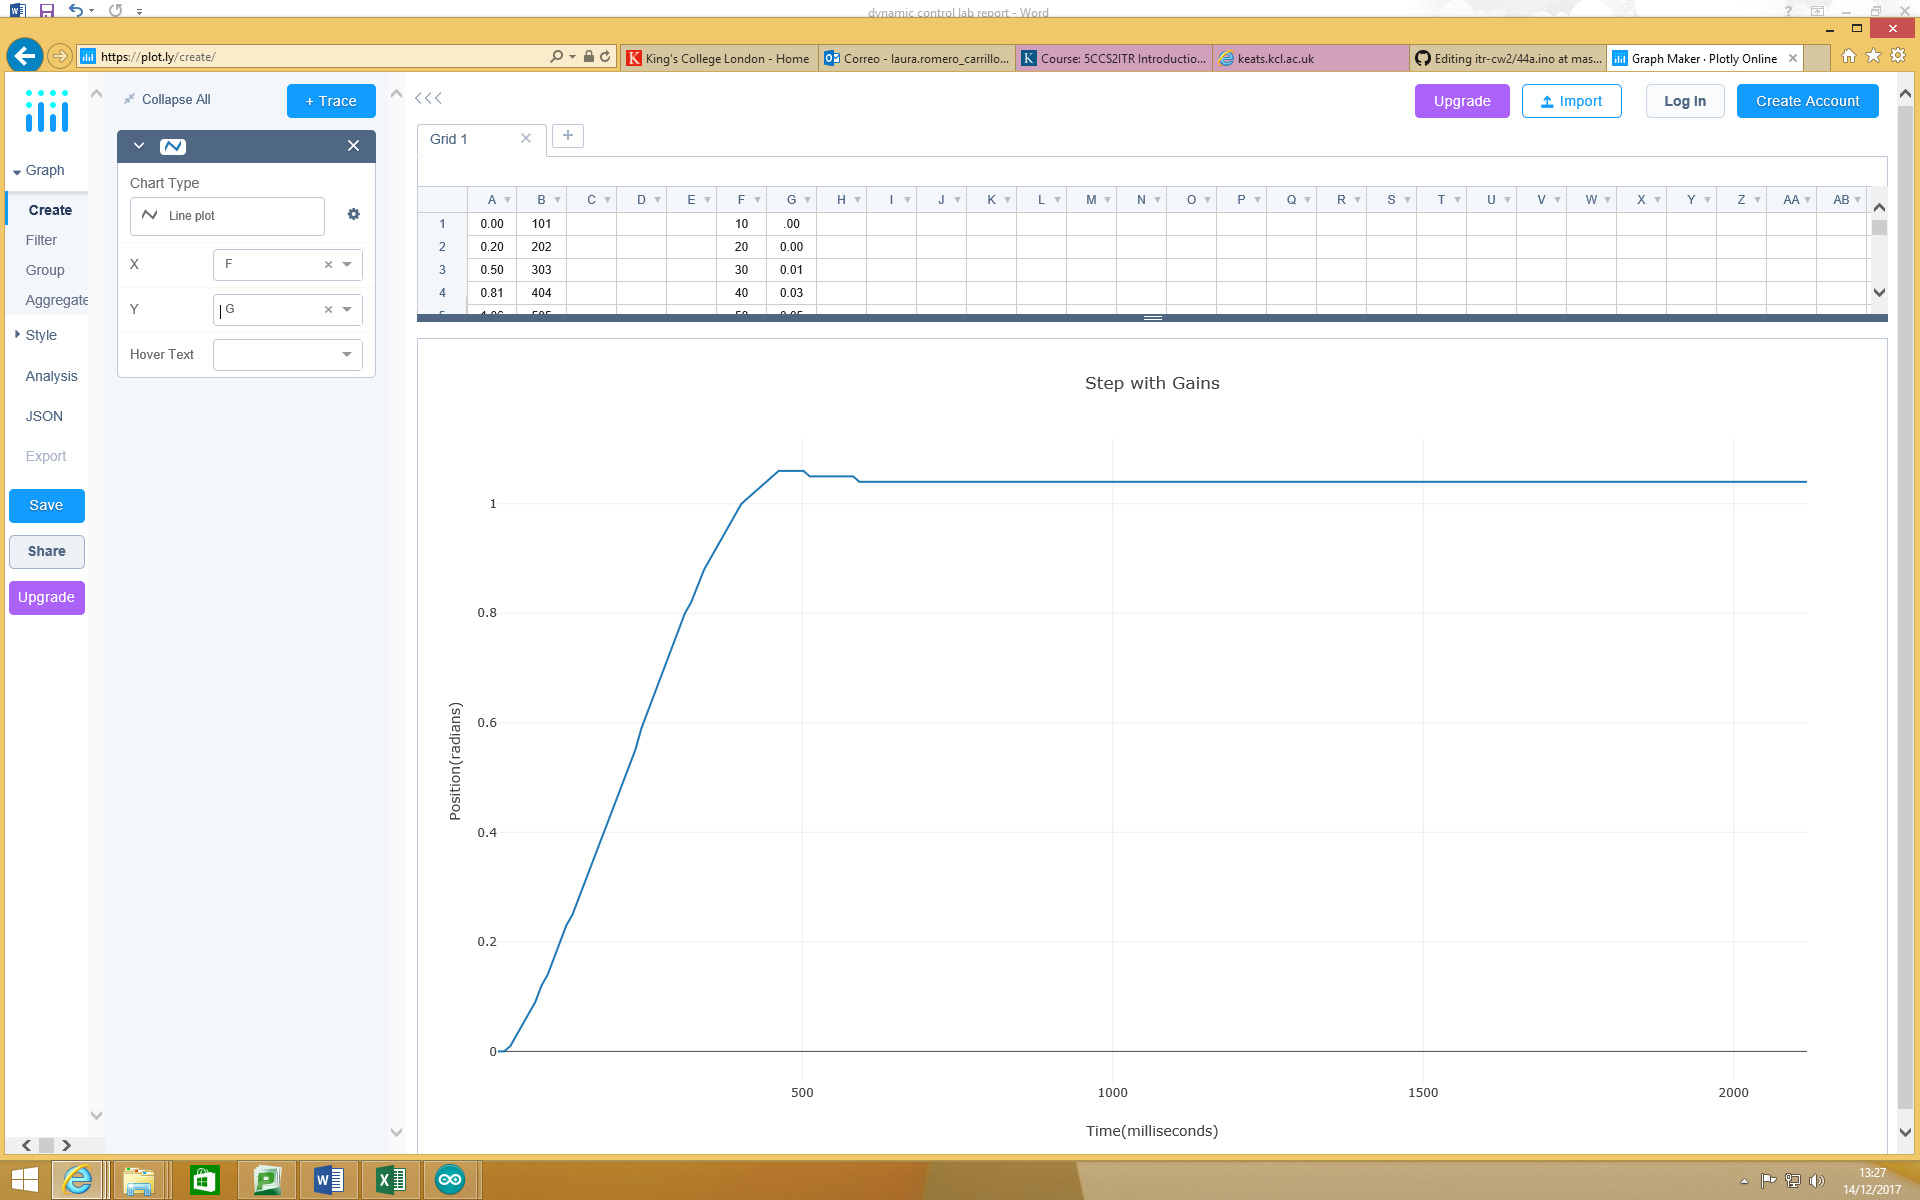 dynamic control lab report - Word
https://plot.ly/create/
King's College London - Home
Correo - laura.romero_carrillo...
Course: 5CCS2ITR Introductio...
keats.kcl.ac.uk
Editing itr-cw2/44a.ino at mas...
Graph Maker · Plotly Online
Collapse All
+ Trace
Upgrade
Import
Log In
Create Account
Grid 1
Graph
Create
Filter
Group
Aggregate
Style
Analysis
JSON
Export
Save
Share
Upgrade
Chart Type
Line plot
X F
Y G
Hover Text
A B C D E F G H I J K L M N O P Q R S T U V W X Y Z AA AB
1 0.00 101 10 .00
2 0.20 202 20 0.00
3 0.50 303 30 0.01
4 0.81 404 40 0.03
Step with Gains
1
0.8
0.6
0.4
0.2
0
Position(radians)
500 1000 1500 2000
Time(milliseconds)
13:27
14/12/2017